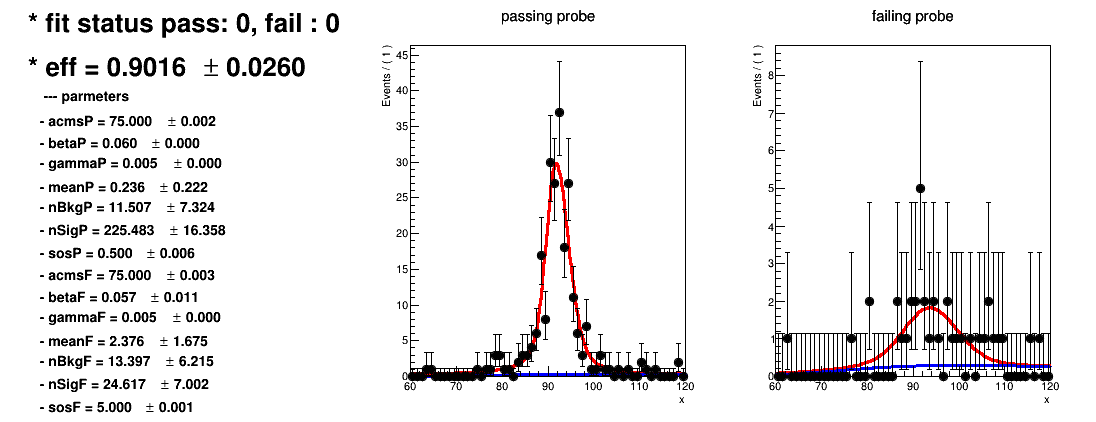 * fit status pass: 0, fail : 0
* eff = 0.9016 ± 0.0260
--- parmeters
- acmsP = 75.000 ± 0.002
- betaP = 0.060 ± 0.000
- gammaP = 0.005 ± 0.000
- meanP = 0.236 ± 0.222
- nBkgP = 11.507 ± 7.324
- nSigP = 225.483 ± 16.358
- sosP = 0.500 ± 0.006
- acmsF = 75.000 ± 0.003
- betaF = 0.057 ± 0.011
- gammaF = 0.005 ± 0.000
- meanF = 2.376 ± 1.675
- nBkgF = 13.397 ± 6.215
- nSigF = 24.617 ± 7.002
- sosF = 5.000 ± 0.001
passing probe
Events / ( 1 )
45
40
35
30
25
20
15
10
5
0
60 70 80 90 100 110 120
x
failing probe
Events / ( 1 )
8
7
6
5
4
3
2
1
0
60 70 80 90 100 110 120
x